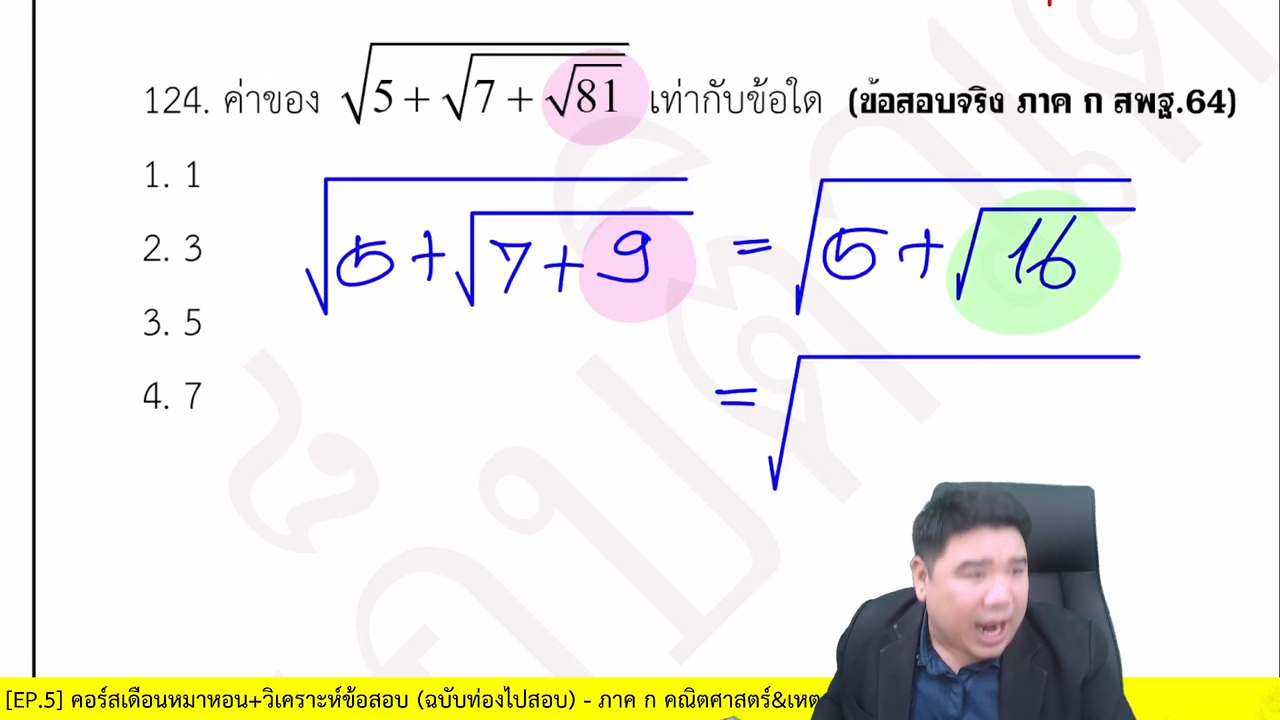 124. ค่าของ √(5 + √(7 + √81)) เท่ากับข้อใด (ข้อสอบจริง ภาค ก สพฐ.64)
1. 1
2. 3
3. 5
4. 7
√(5 + √(7 + 9)) = √(5 + √16)
= √
[EP.5] คอร์สเดือนหมาหอน+วิเคราะห์ข้อสอบ (ฉบับท่องไปสอบ) - ภาค ก คณิตศาสตร์&เหต